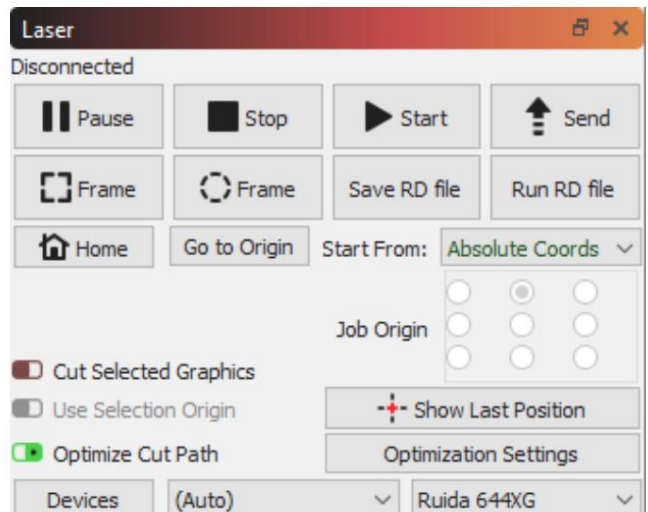 Laser
Disconnected
Pause Stop Start Send
Frame Frame Save RD file Run RD file
Home Go to Origin Start From: Absolute Coords
Job Origin
Cut Selected Graphics
Use Selection Origin Show Last Position
Optimize Cut Path Optimization Settings
Devices (Auto) Ruida 644XG